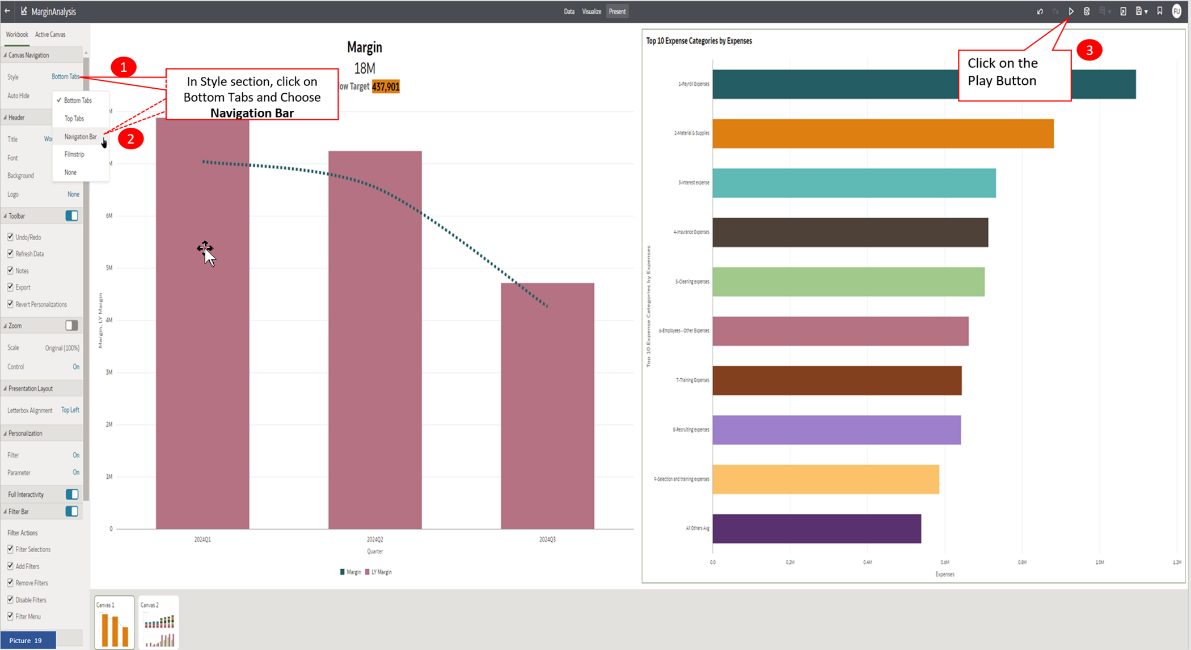 MarginAnalysis
Data Visualize Present
Workbook Active Canvas
Canvas Navigation
Style Bottom Tabs
Auto Hide
Bottom Tabs
Top Tabs
Navigation Bar
Filmstrip
None
Header
Title
Font
Background
Logo None
Toolbar
Undo/Redo
Refresh Data
Notes
Export
Revert Personalizations
Zoom
Scale Original (100%)
Control On
Presentation Layout
Letterbox Alignment Top Left
Personalization
Filter On
Parameter On
Full Interactivity
Filter Bar
Filter Actions
Filter Selections
Add Filters
Remove Filters
Disable Filters
Filter Menu
Picture 19
1
2
In Style section, click on
Bottom Tabs and Choose
Navigation Bar
Margin
18M
Target 437,901
Margin, LY Margin
6M
5M
4M
3M
2M
1M
0
2024Q1 2024Q2 2024Q3
Quarter
Margin LY Margin
Canvas 1 Canvas 2
Top 10 Expense Categories by Expenses
3
Click on the
Play Button
Top 10 Expense Categories by Expenses
1-Payroll Expenses
2-Material & Supplies
3-Interest expense
4-Insurance Expenses
5-Cleaning expenses
6-Employees - Other Expenses
7-Training Expenses
8-Recruiting expenses
9-Selection and training expenses
All Others Avg
0.0 0.2M 0.4M 0.6M 0.8M 1.0M 1.2M
Expenses